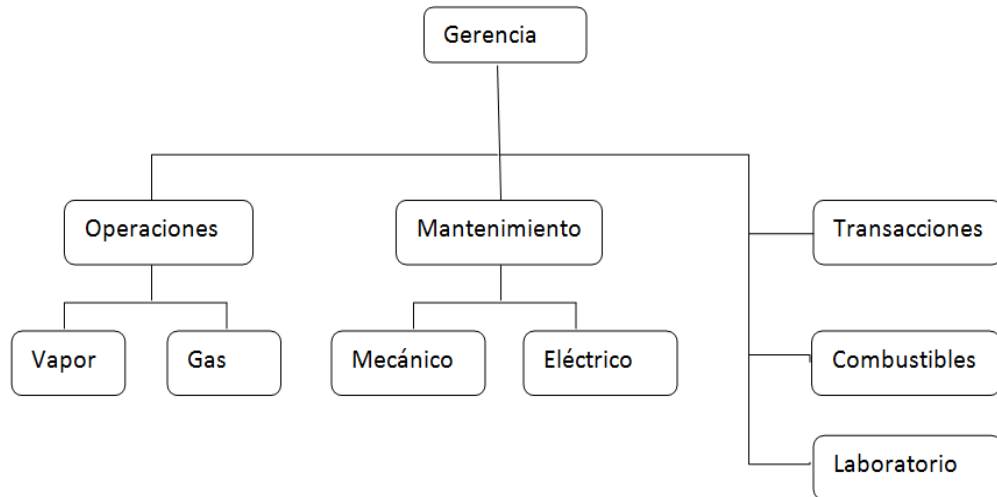 Gerencia
Operaciones
Mantenimiento
Transacciones
Vapor
Gas
Mecánico
Eléctrico
Combustibles
Laboratorio